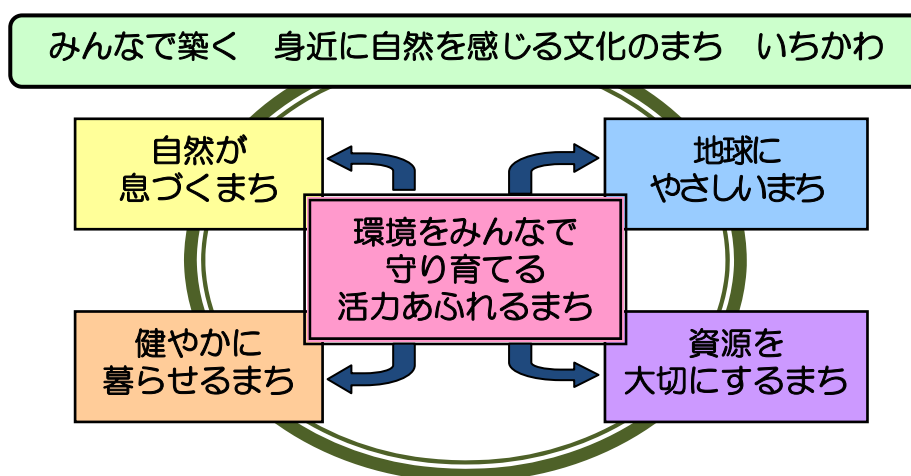 みんなで築く　身近に自然を感じる文化のまち　いちかわ
自然が
息づくまち
地球に
やさしいまち
環境をみんなで
守り育てる
活力あふれるまち
健やかに
暮らせるまち
資源を
大切にするまち